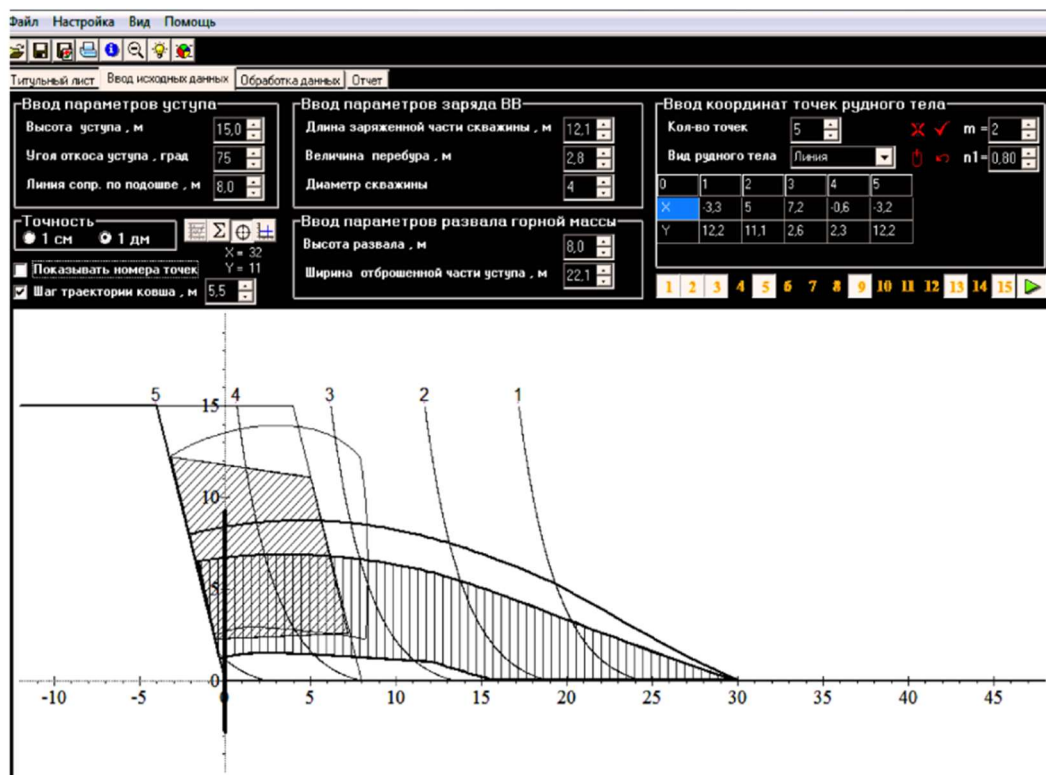 Файл Настройка Вид Помощь
Титульный лист Ввод исходных данных Обработка данных Отчет
Ввод параметров уступа
Высота уступа , м 15,0
Угол откоса уступа , град 75
Линия сопр. по подошве , м 8,0
Точность
1 см 1 дм
X = 32
Y = 11
Показывать номера точек
Шаг траектории ковша , м 5,5
Ввод параметров заряда ВВ
Длина заряженной части скважины , м 12,1
Величина перебура , м 2,8
Диаметр скважины 4
Ввод параметров развала горной массы
Высота развала , м 8,0
Ширина отброшенной части уступа , м 22,1
Ввод координат точек рудного тела
Кол-во точек 5 m = 2
Вид рудного тела Линия n1= 0,80
0 1 2 3 4 5
X -3,3 5 7,2 -0,6 -3,2
Y 12,2 11,1 2,6 2,3 12,2
1 2 3 4 5 6 7 8 9 10 11 12 13 14 15
5 4 3 2 1
15
10
5
0
-10 -5 0 5 10 15 20 25 30 35 40 45